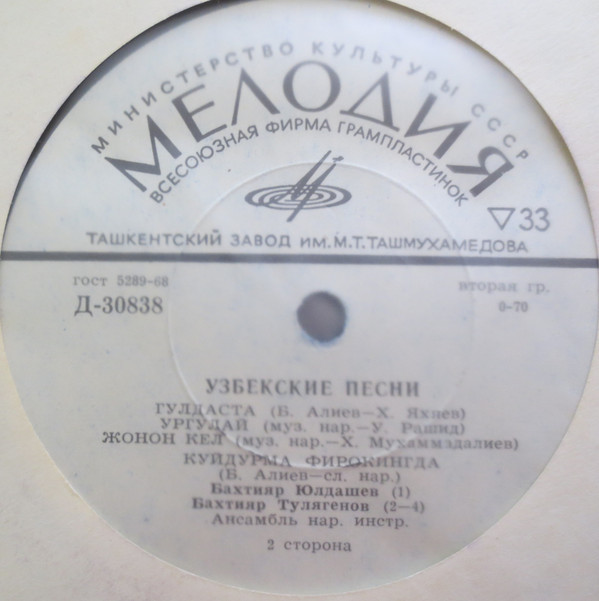 МИНИСТЕРСТВО КУЛЬТУРЫ СССР
МЕЛОДИЯ
ВСЕСОЮЗНАЯ ФИРМА ГРАМПЛАСТИНОК
▽33
ТАШКЕНТСКИЙ ЗАВОД ИМ.М.Т.ТАШМУХАМЕДОВА
гост 5289-68
вторая гр.
Д-30838
0-70
УЗБЕКСКИЕ ПЕСНИ
ГУЛДАСТА (Б. Алиев—Х. Яхяев)
УРГУЛАЙ (муз. нар.—У. Рашид)
ЖОНОН КЕЛ (муз. нар.—Х. Мухаммэдалиев)
КУЙДУРМА ФИРОКИНГДА
(Б. Алиев—сл. нар.)
Бахтияр Юлдашев (1)
Бахтияр Тулягенов (2—4)
Ансамбль нар. инстр.
2 сторона